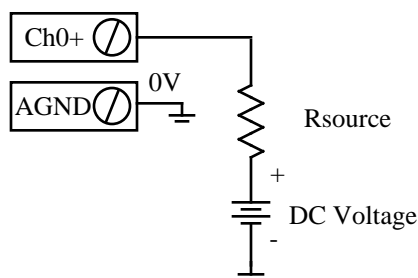 Ch0+
0V
AGND
Rsource
+
DC Voltage
-